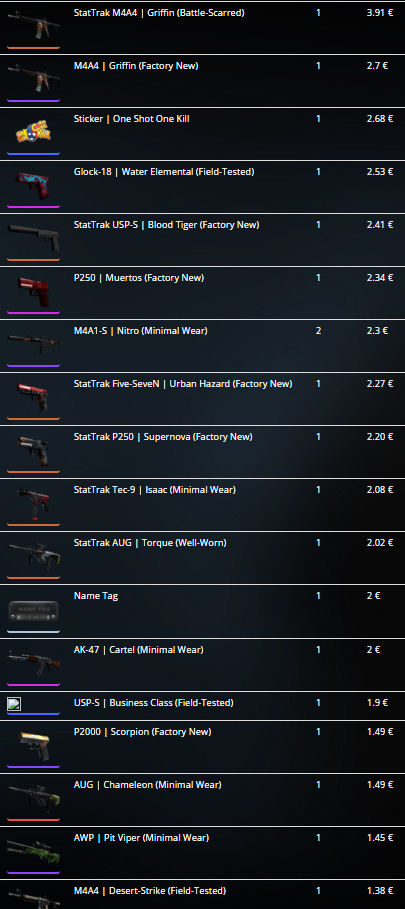 StatTrak M4A4 | Griffin (Battle-Scarred) 1 3.91 €
M4A4 | Griffin (Factory New) 1 2.7 €
Sticker | One Shot One Kill 1 2.68 €
Glock-18 | Water Elemental (Field-Tested) 1 2.53 €
StatTrak USP-S | Blood Tiger (Factory New) 1 2.41 €
P250 | Muertos (Factory New) 1 2.34 €
M4A1-S | Nitro (Minimal Wear) 2 2.3 €
StatTrak Five-SeveN | Urban Hazard (Factory New) 1 2.27 €
StatTrak P250 | Supernova (Factory New) 1 2.20 €
StatTrak Tec-9 | Isaac (Minimal Wear) 1 2.08 €
StatTrak AUG | Torque (Well-Worn) 1 2.02 €
Name Tag 1 2 €
NAME TAG
AK-47 | Cartel (Minimal Wear) 1 2 €
USP-S | Business Class (Field-Tested) 1 1.9 €
P2000 | Scorpion (Factory New) 1 1.49 €
AUG | Chameleon (Minimal Wear) 1 1.49 €
AWP | Pit Viper (Minimal Wear) 1 1.45 €
M4A4 | Desert-Strike (Field-Tested) 1 1.38 €